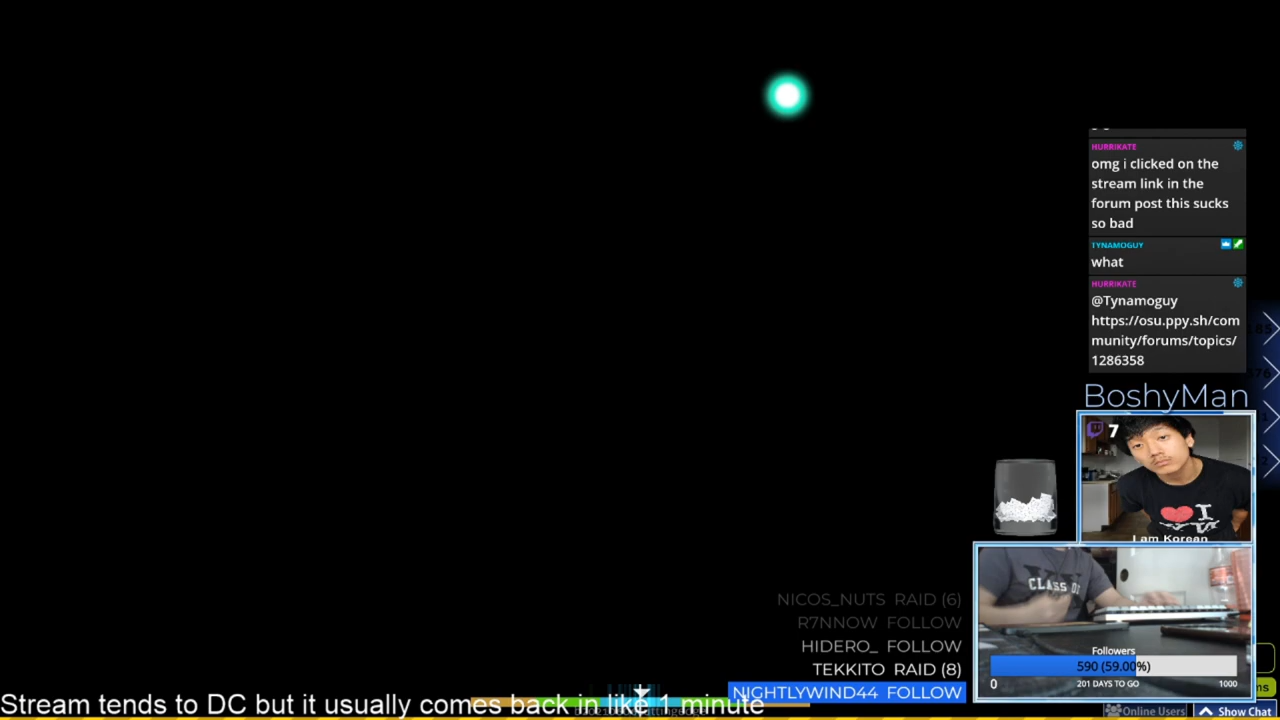 HURRIKATE
omg i clicked on the
stream link in the
forum post this sucks
so bad
TYNAMOGUY
what
HURRIKATE
@Tynamoguy
https://osu.ppy.sh/com
munity/forums/topics/
1286358
BoshyMan
7
I
I am Korean
CLASS OF
NICOS_NUTS RAID (6)
R7NNOW FOLLOW
HIDERO_ FOLLOW
TEKKITO RAID (8)
NIGHTLYWIND44 FOLLOW
Followers
590 (59.00%)
0
201 DAYS TO GO
1000
Stream tends to DC but it usually comes back in like 1 minute
Online Users
Show Chat